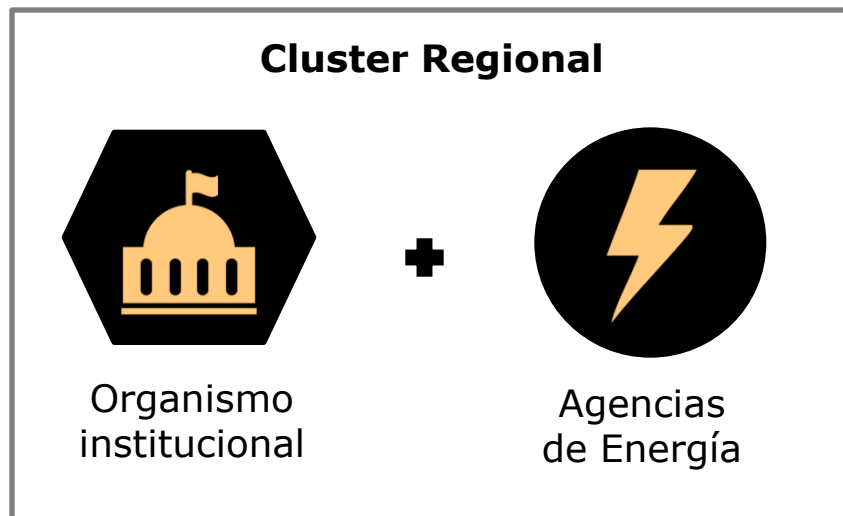 Cluster Regional
Organismo
institucional
Agencias
de Energía